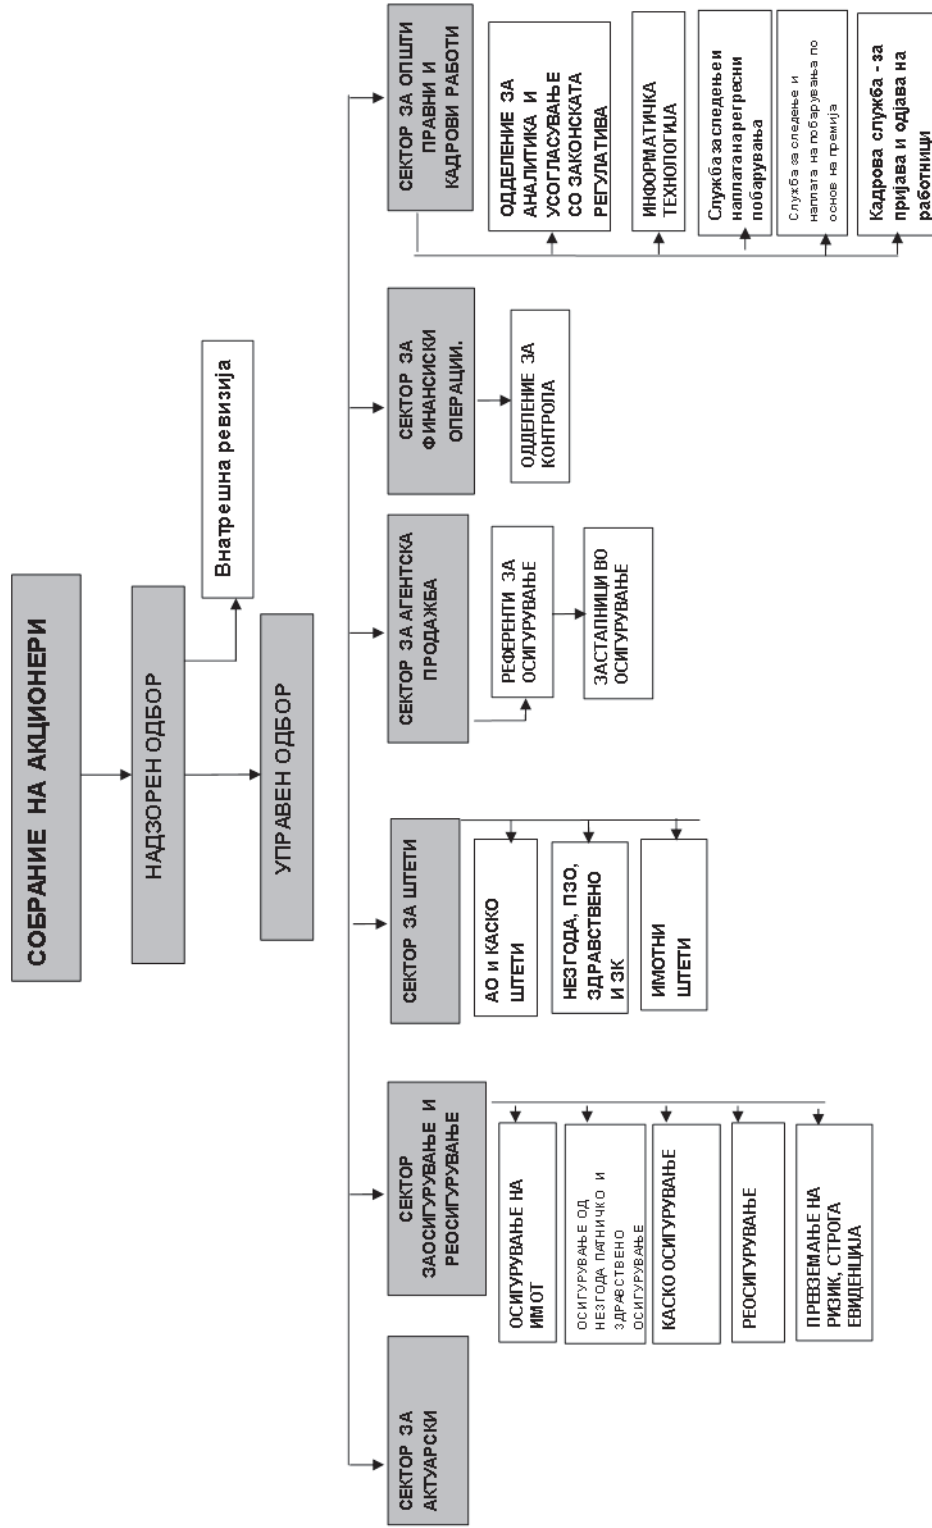 СОБРАНИЕ НА АКЦИОНЕРИ
НАДЗОРЕН ОДБОР
Внатрешна ревизија
УПРАВЕН ОДБОР
СЕКТОР ЗА
АКТУАРСКИ
СЕКТОР
ЗАОСИГУРУВАЊЕ И
РЕОСИГУРУВАЊЕ
ОСИГУРУВАЊЕ НА
ИМОТ
ОСИГУРУВАЊЕ ОД
НЕЗГОДА ПАТНИЧКО И
ЗДРАВСТВЕНО
ОСИГУРУВАЊЕ
КАСКО ОСИГУРУВАЊЕ
РЕОСИГУРУВАЊЕ
ПРЕВЗЕМАЊЕ НА
РИЗИК, СТРОГА
ЕВИДЕНЦИЈА
СЕКТОР ЗА ШТЕТИ
АО и КАСКО
ШТЕТИ
НЕЗГОДА, ПЗО,
ЗДРАВСТВЕНО
И ЗК
ИМОТНИ
ШТЕТИ
СЕКТОР ЗА АГЕНТСКА
ПРОДАЖБА
РЕФЕРЕНТИ ЗА
ОСИГУРУВАЊЕ
ЗАСТАПНИЦИ ВО
ОСИГУРУВАЊЕ
СЕКТОР ЗА
ФИНАНСИСКИ
ОПЕРАЦИИ.
ОДДЕЛЕНИЕ ЗА
КОНТРОЛА
СЕКТОР ЗА ОПШТИ
ПРАВНИ И
КАДРОВИ РАБОТИ
ОДДЕЛЕНИЕ ЗА
АНАЛИТИКА И
УСОГЛАСУВАЊЕ
СО ЗАКОНСКАТА
РЕГУЛАТИВА
ИНФОРМАТИЧКА
ТЕХНОЛОГИЈА
Служба за следење и
наплата на регресни
побарувања
Служба за следење и
наплата на побарувања по
основ на премија
Кадрова служба - за
пријава и одјава на
работници